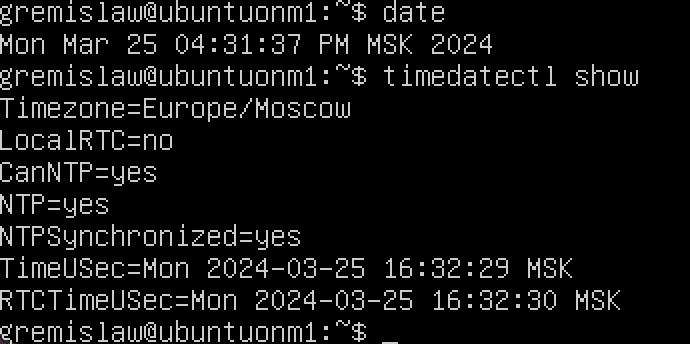 gremislaw@ubuntuonm1:~$ date
Mon Mar 25 04:31:37 PM MSK 2024
gremislaw@ubuntuonm1:~$ timedatectl show
Timezone=Europe/Moscow
LocalRTC=no
CanNTP=yes
NTP=yes
NTPSynchronized=yes
TimeUSec=Mon 2024-03-25 16:32:29 MSK
RTCTimeUSec=Mon 2024-03-25 16:32:30 MSK
gremislaw@ubuntuonm1:~$ _